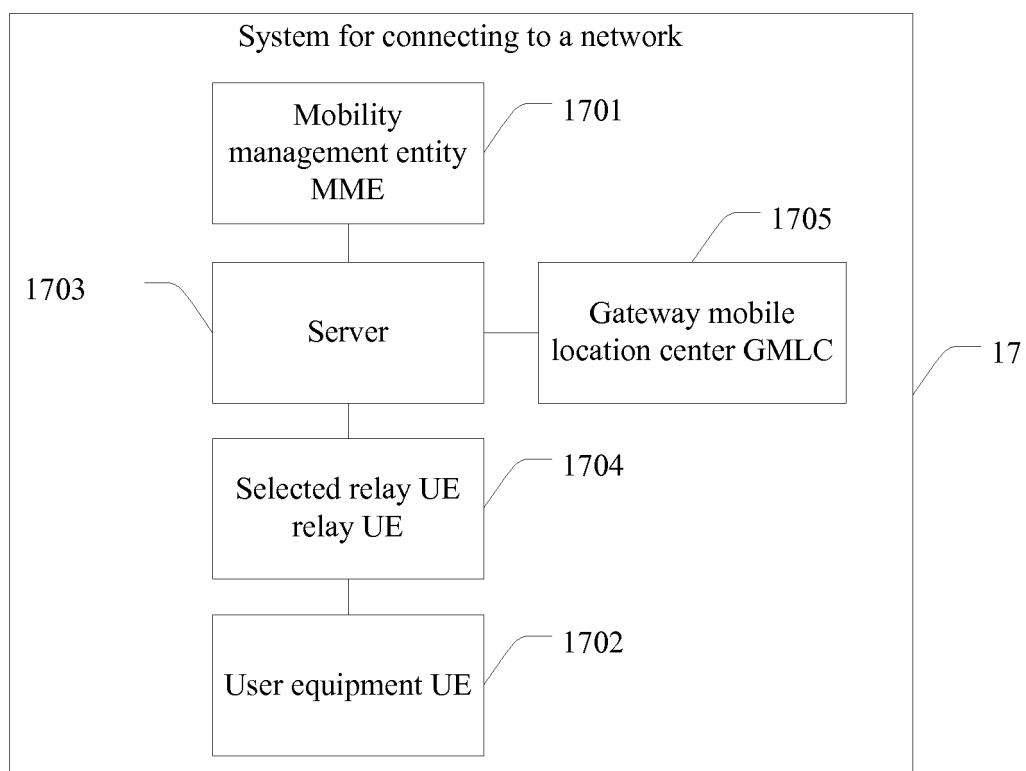 System for connecting to a network
Mobility
management entity
MME
1701
1705
1703
Server
Gateway mobile
location center GMLC
17
Selected relay UE
relay UE
1704
User equipment UE
1702